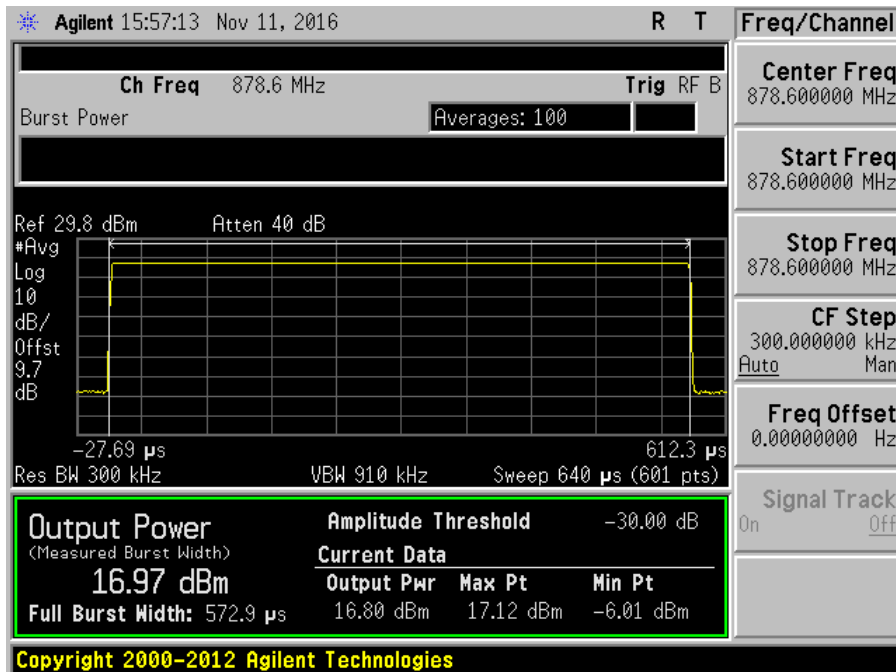 Agilent 15:57:13 Nov 11, 2016 R T
Freq/Channel
Ch Freq 878.6 MHz Trig RF B
Burst Power Averages: 100
Center Freq
878.600000 MHz
Start Freq
878.600000 MHz
Stop Freq
878.600000 MHz
CF Step
300.000000 kHz
Auto Man
Freq Offset
0.00000000 Hz
Signal Track
On Off
Ref 29.8 dBm Atten 40 dB
#Avg
Log
10
dB/
Offst
9.7
dB
-27.69 µs 612.3 µs
Res BW 300 kHz VBW 910 kHz Sweep 640 µs (601 pts)
Output Power
(Measured Burst Width)
16.97 dBm
Full Burst Width: 572.9 µs
Amplitude Threshold -30.00 dB
Current Data
Output Pwr Max Pt Min Pt
16.80 dBm 17.12 dBm -6.01 dBm
Copyright 2000-2012 Agilent Technologies